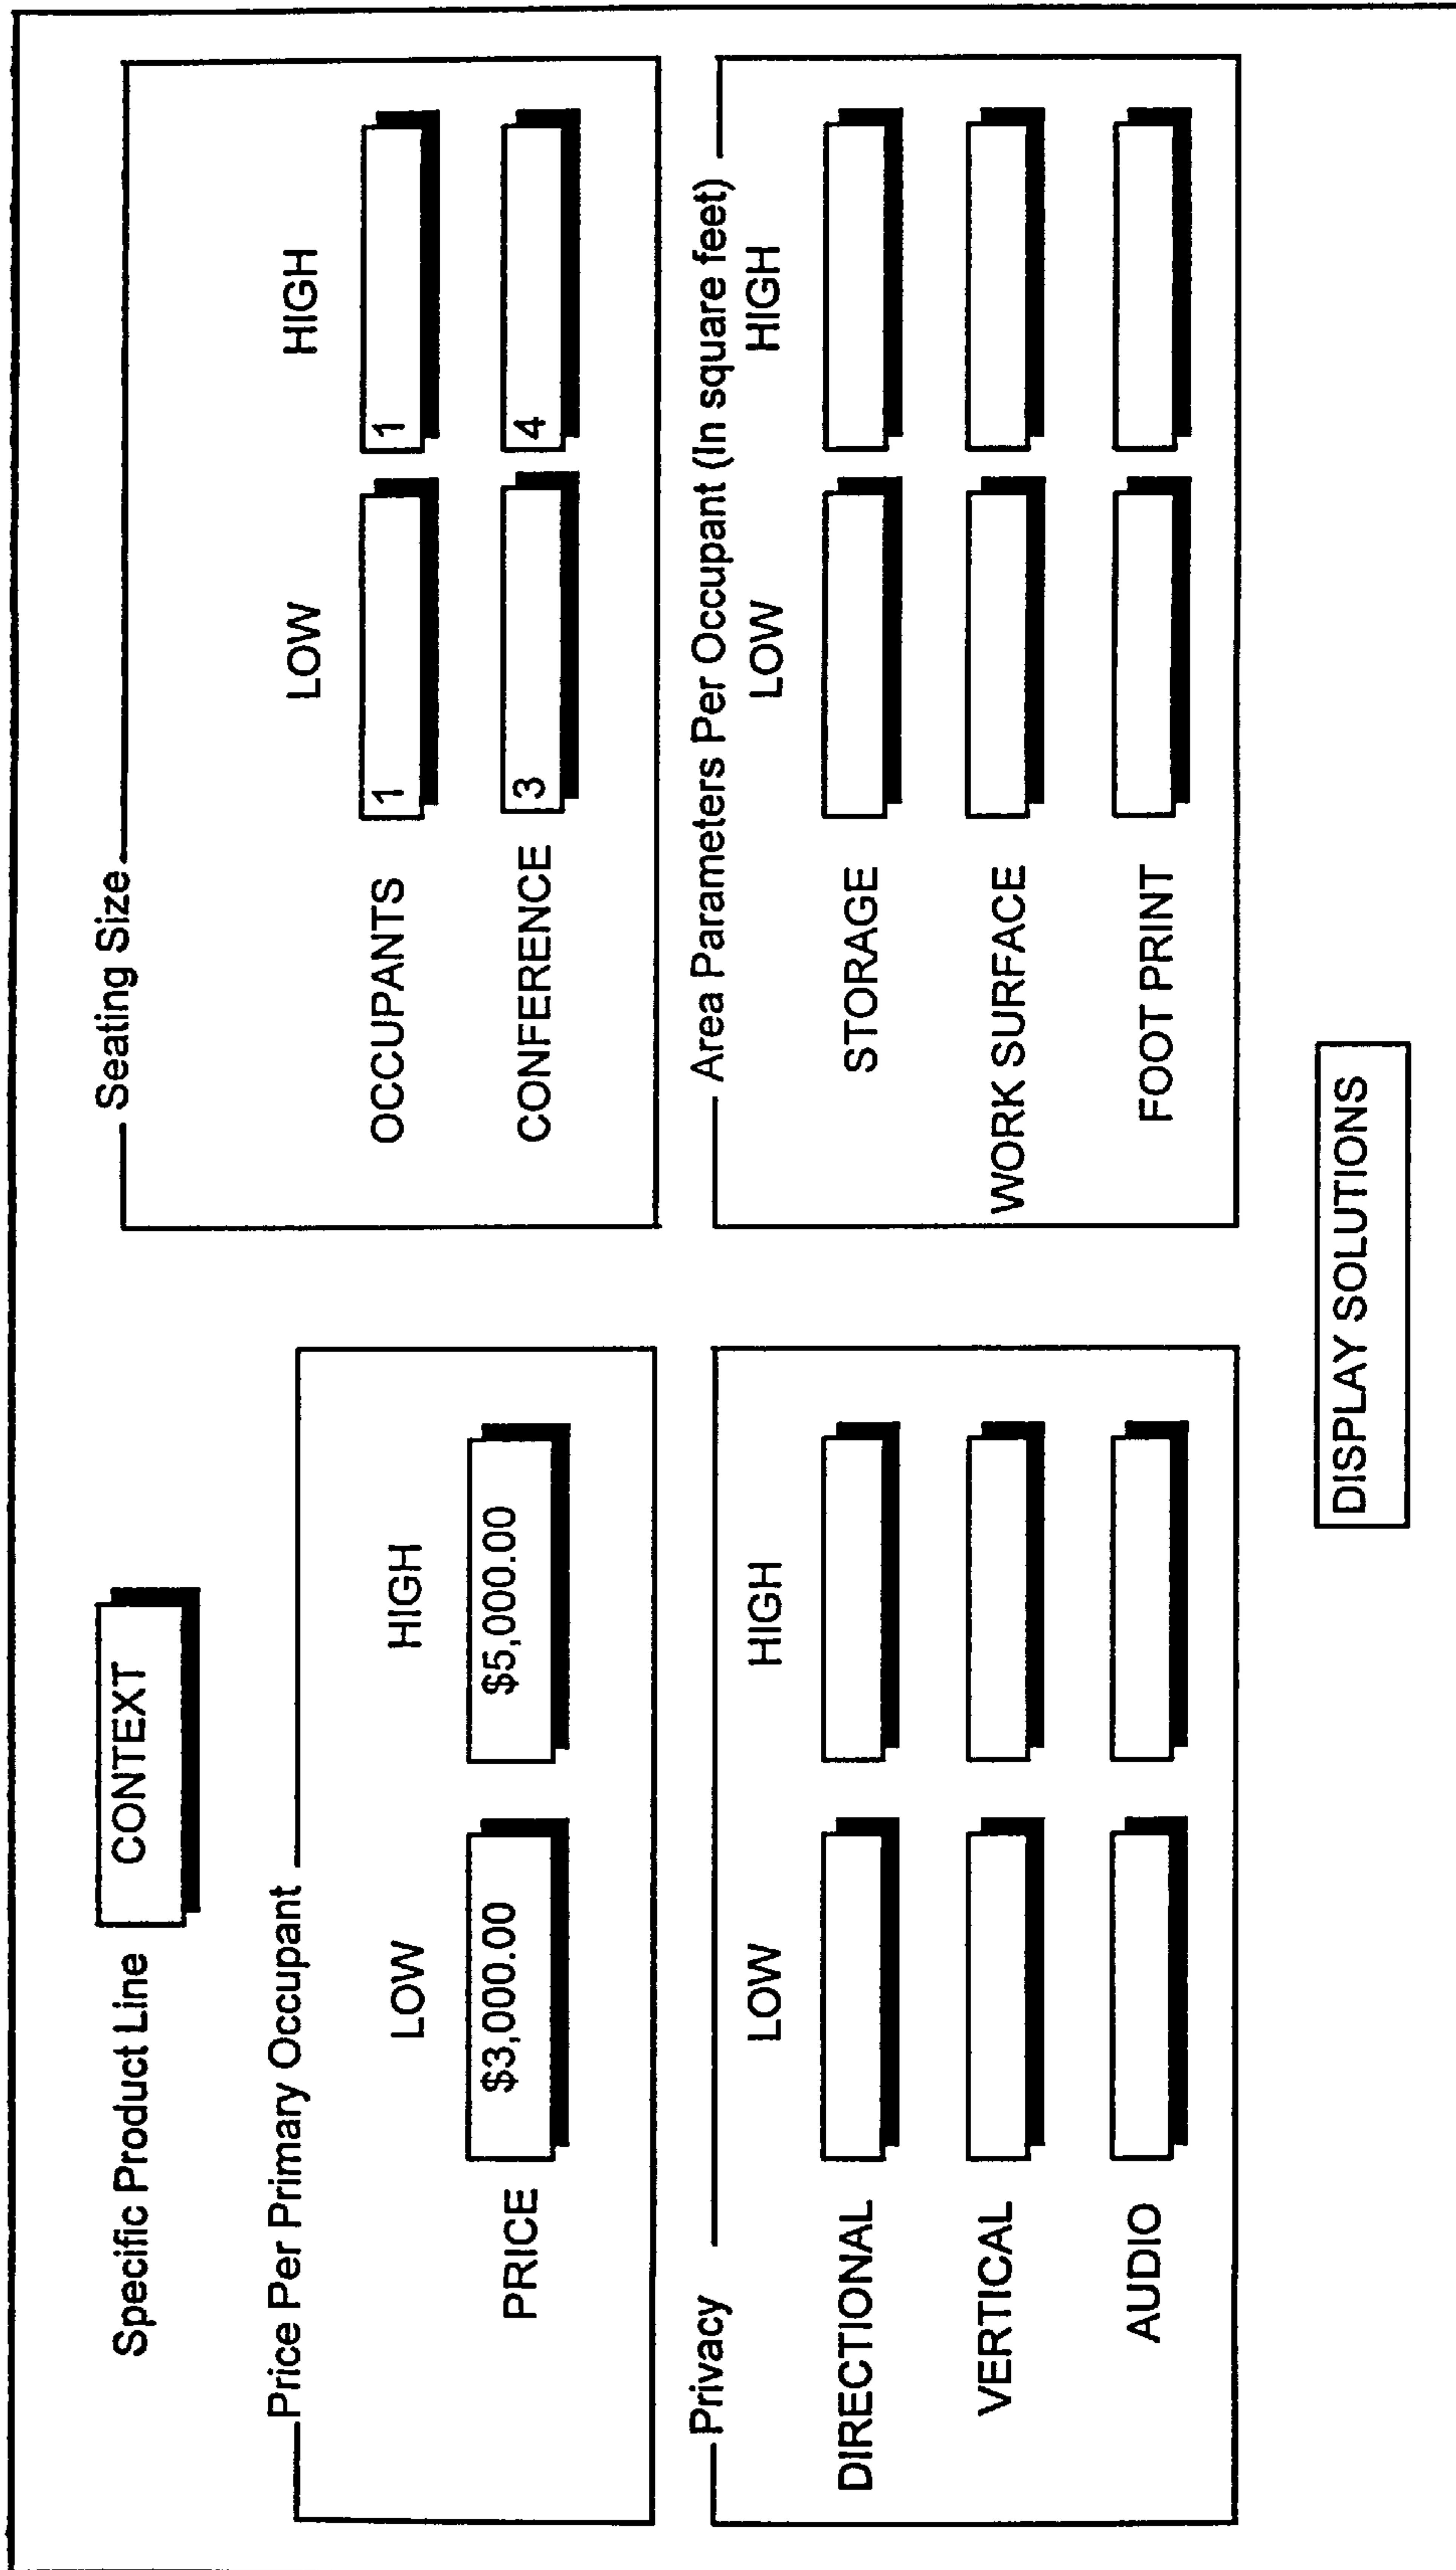 Specific Product Line CONTEXT
Price Per Primary Occupant
LOW HIGH
PRICE $3,000.00 $5,000.00
Seating Size
LOW HIGH
OCCUPANTS 1 1
CONFERENCE 3 4
Privacy
LOW HIGH
DIRECTIONAL
VERTICAL
AUDIO
Area Parameters Per Occupant (In square feet)
LOW HIGH
STORAGE
WORK SURFACE
FOOT PRINT
DISPLAY SOLUTIONS